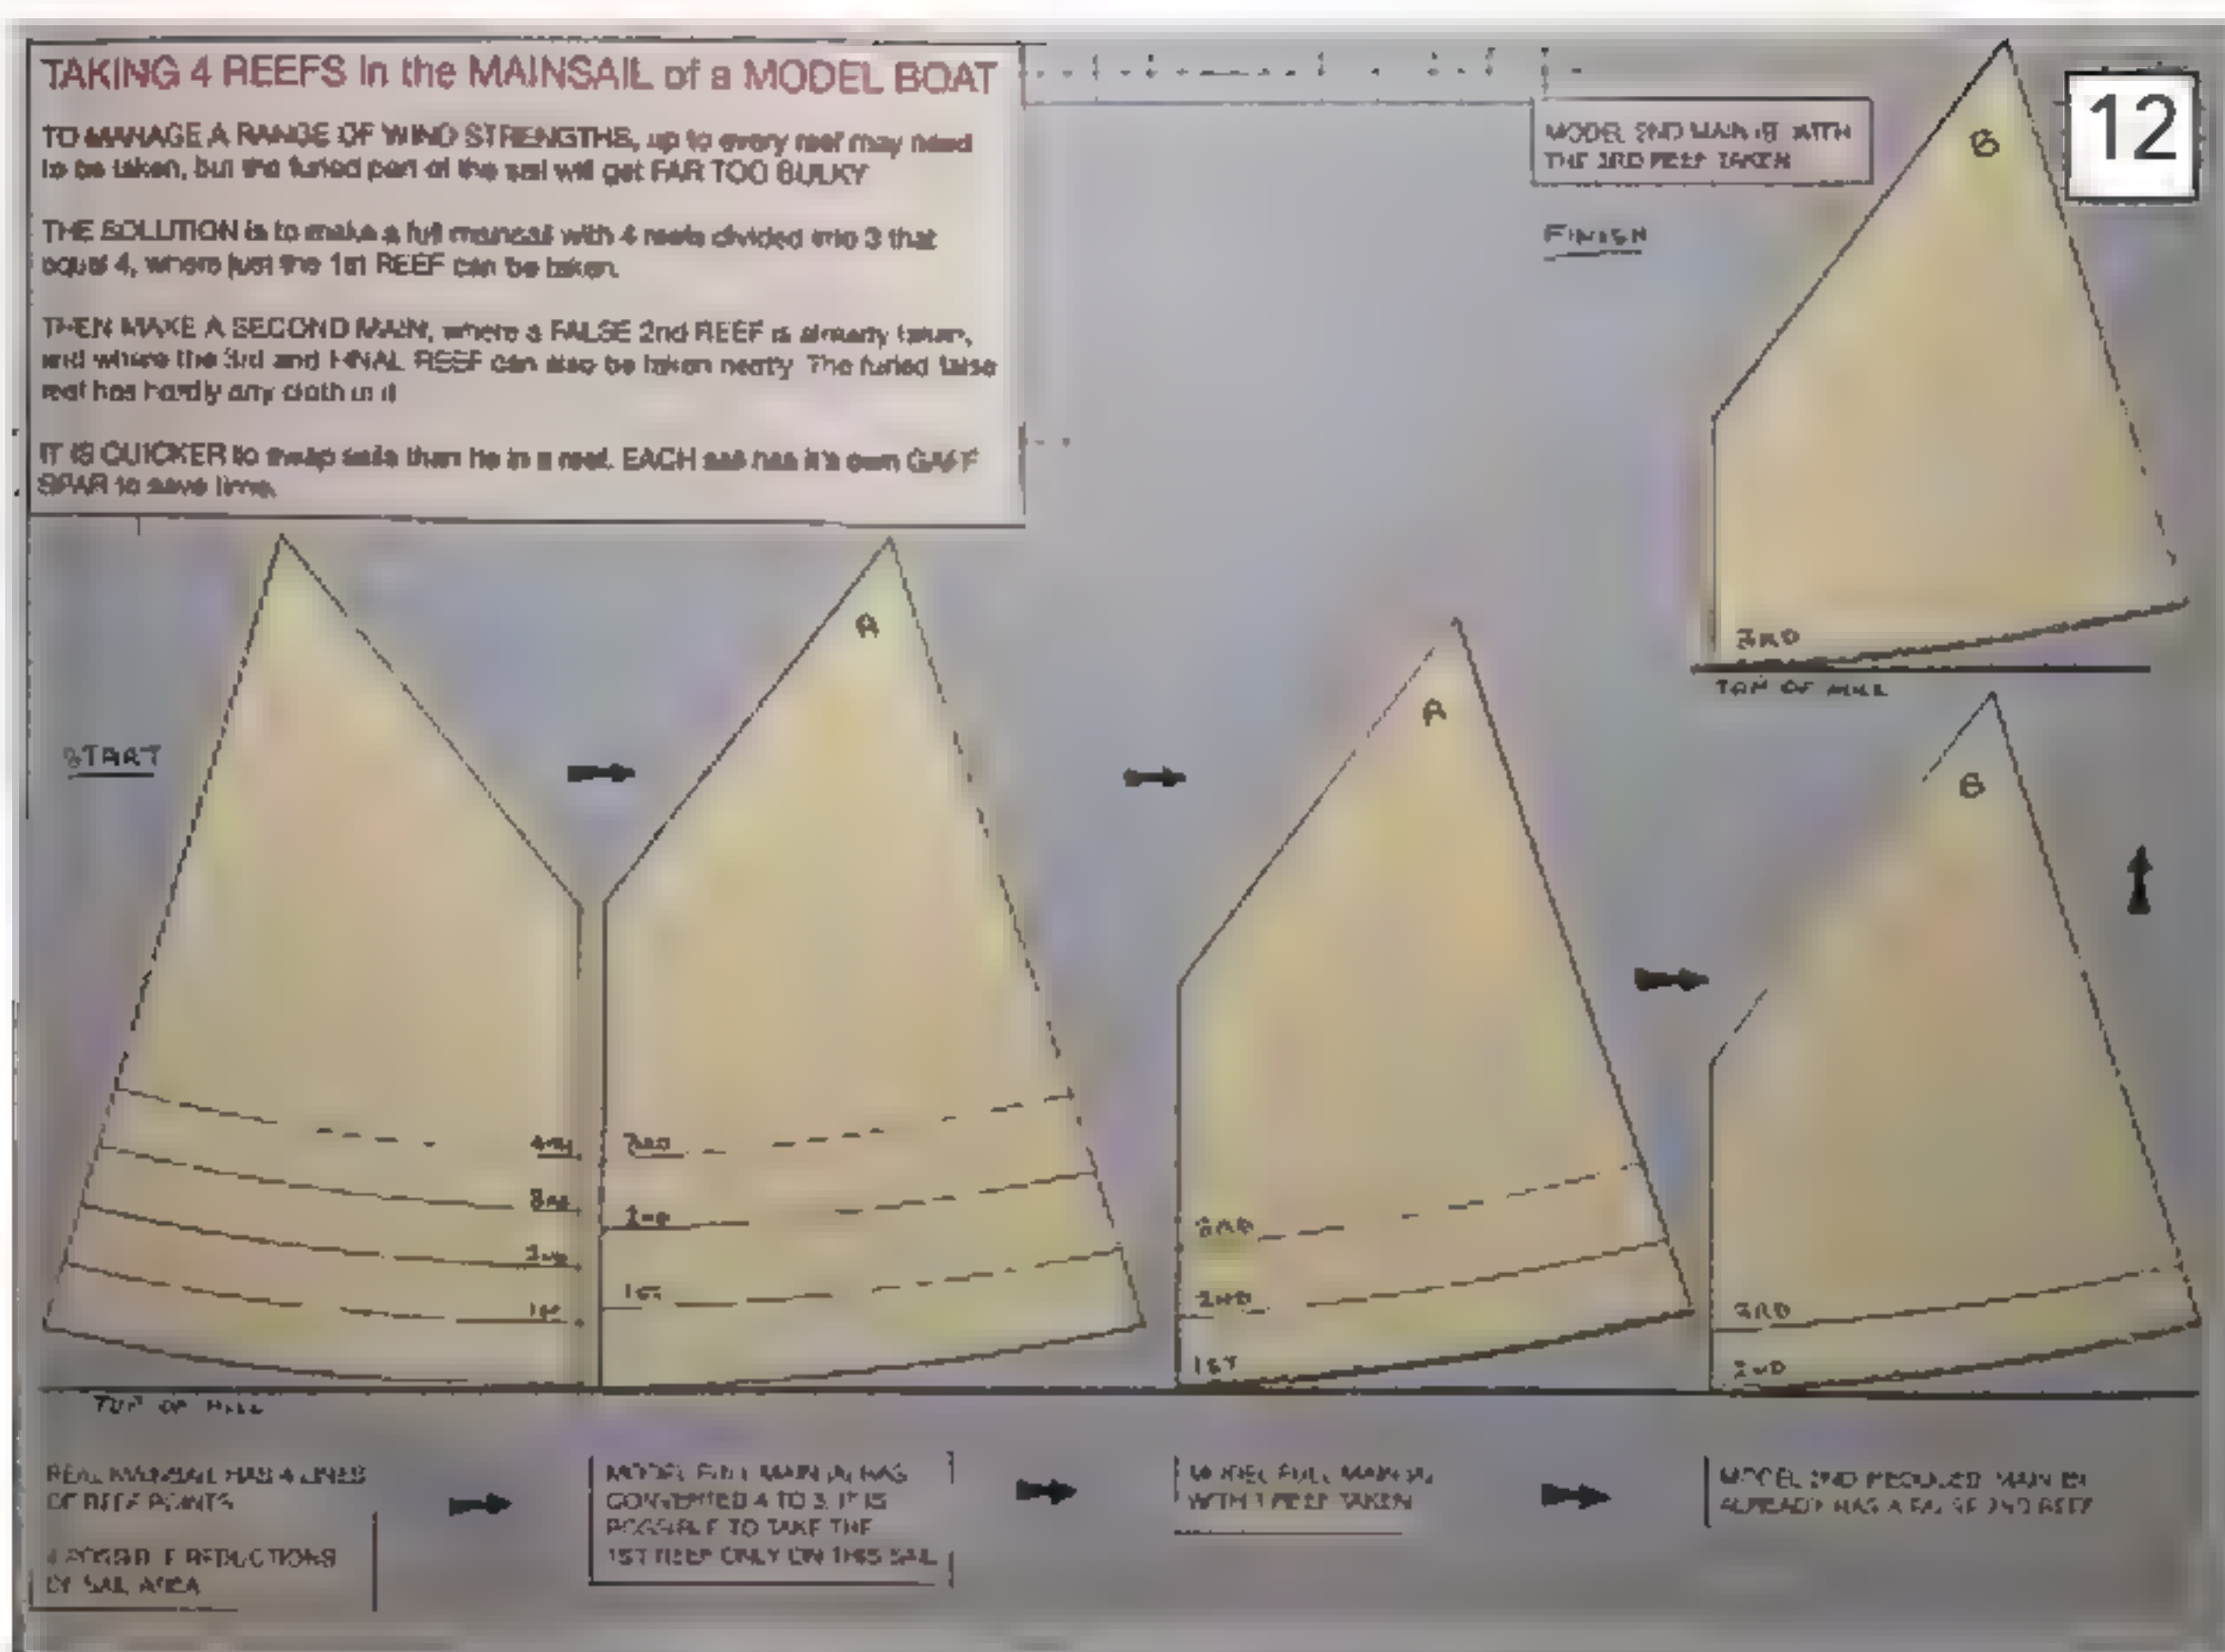 TAKING 4 REEFS in the MAINSAIL of a MODEL BOAT
TO MANAGE A RANGE OF WIND STRENGTHS, up to every reef may need
to be taken, but the furled part of the sail will get FAR TOO BULKY
THE SOLUTION is to make a full mainsail with 4 reefs divided into 3 that
equal 4, where just the 1st REEF can be taken.
THEN MAKE A SECOND MAIN, where a FALSE 2nd REEF is already taken,
and where the 3rd and FINAL REEF can also be taken neatly. The furled false
reef has hardly any cloth in it
IT IS QUICKER to swap sails than tie in a reef. EACH sail has it's own GAFF
SPAR to save time.
12
MODEL 2ND MAIN (B) WITH
THE 3RD REEF TAKEN
FINISH
B
3RD
TOP OF HULL
START
A
A
B
4TH
3RD
2ND
1ST
3RD
2ND
1ST
3RD
2ND
1ST
3RD
2ND
TOP OF HULL
REAL MAINSAIL HAS 4 LINES
OF REEF POINTS
4 POSSIBLE REDUCTIONS
OF SAIL AREA
MODEL FULL MAIN (A) HAS
CONVERTED 4 TO 3. IT IS
POSSIBLE TO TAKE THE
1ST REEF ONLY ON THIS SAIL
MODEL FULL MAIN (A)
WITH 1 REEF TAKEN
MODEL 2ND REDUCED MAIN (B)
ALREADY HAS A FALSE 2ND REEF